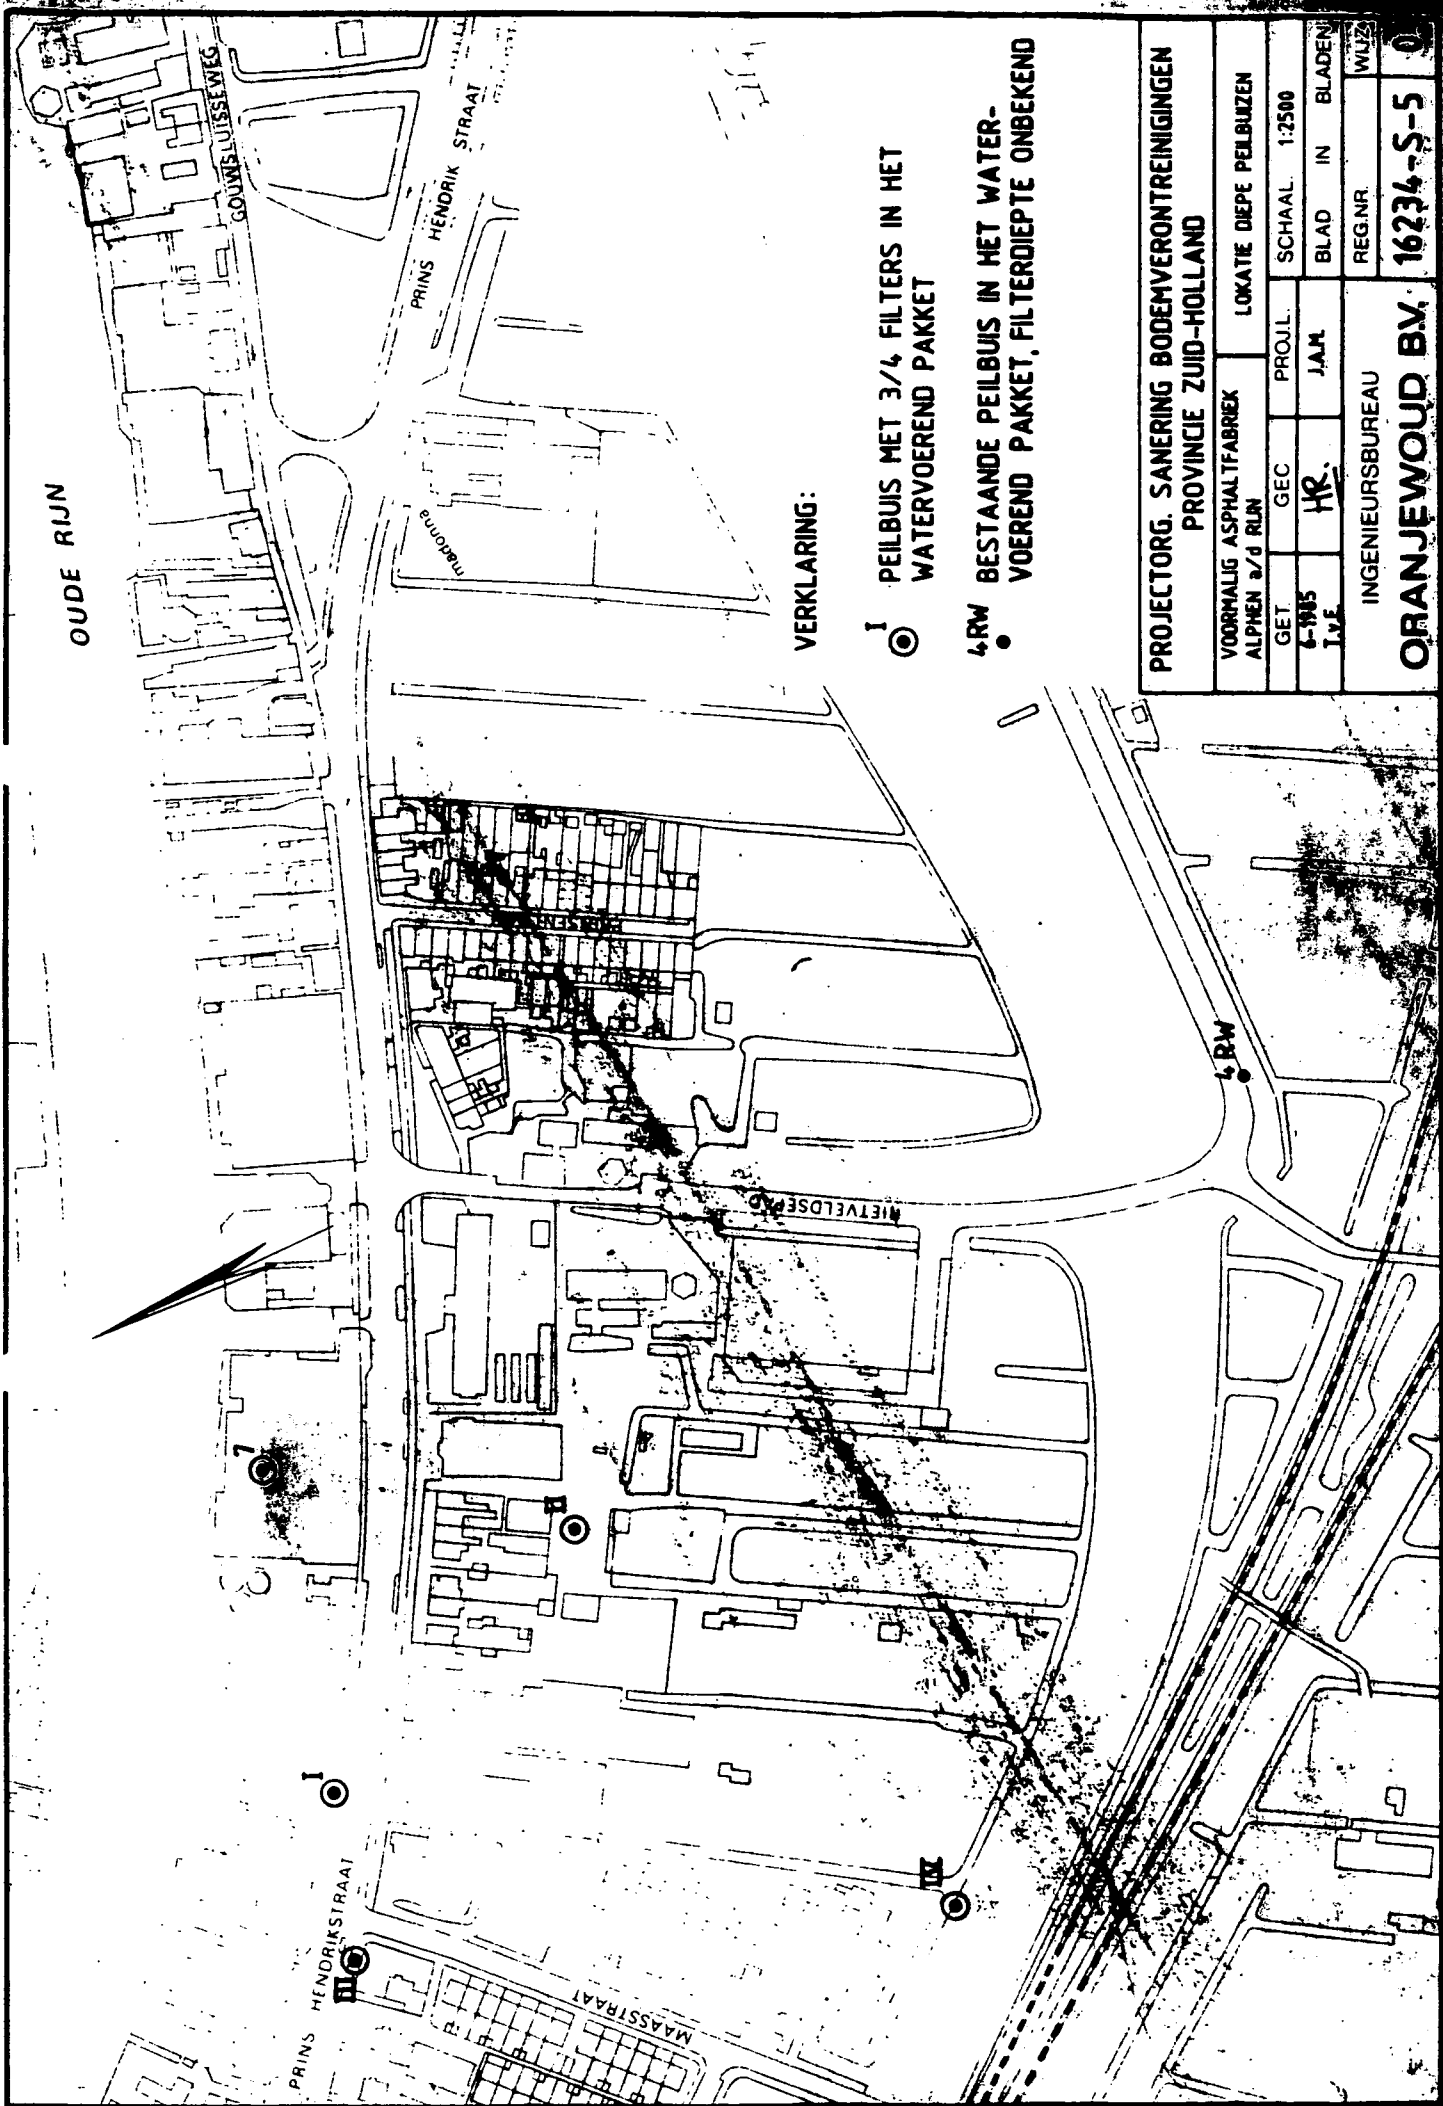 OUDE RIJN
GOUWSLUISSEWEG
PRINS HENDRIK STRAAT
madonna
RIETVELDSEPAD
4RW
7
II
I
III
IV
PRINS HENDRIKSTRAAT
MAASSTRAAT
VERKLARING:
I PEILBUIS MET 3/4 FILTERS IN HET
WATERVOEREND PAKKET
4RW BESTAANDE PEILBUIS IN HET WATER-
VOEREND PAKKET, FILTERDIEPTE ONBEKEND
PROJECTORG. SANERING BODEMVERONTREINIGINGEN
PROVINCIE ZUID-HOLLAND
VOORMALIG ASPHALTFABRIEK
ALPHEN a/d RIJN
LOKATIE DIEPE PEILBUIZEN
GET. GEC PROJ.L. SCHAAL. 1:2500
6-1985
T.v.E. HR. J.A.M. BLAD IN BLADEN
INGENIEURSBUREAU
REG.NR. WIJZ.
ORANJEWOUD B.V. 16234-S-5 0